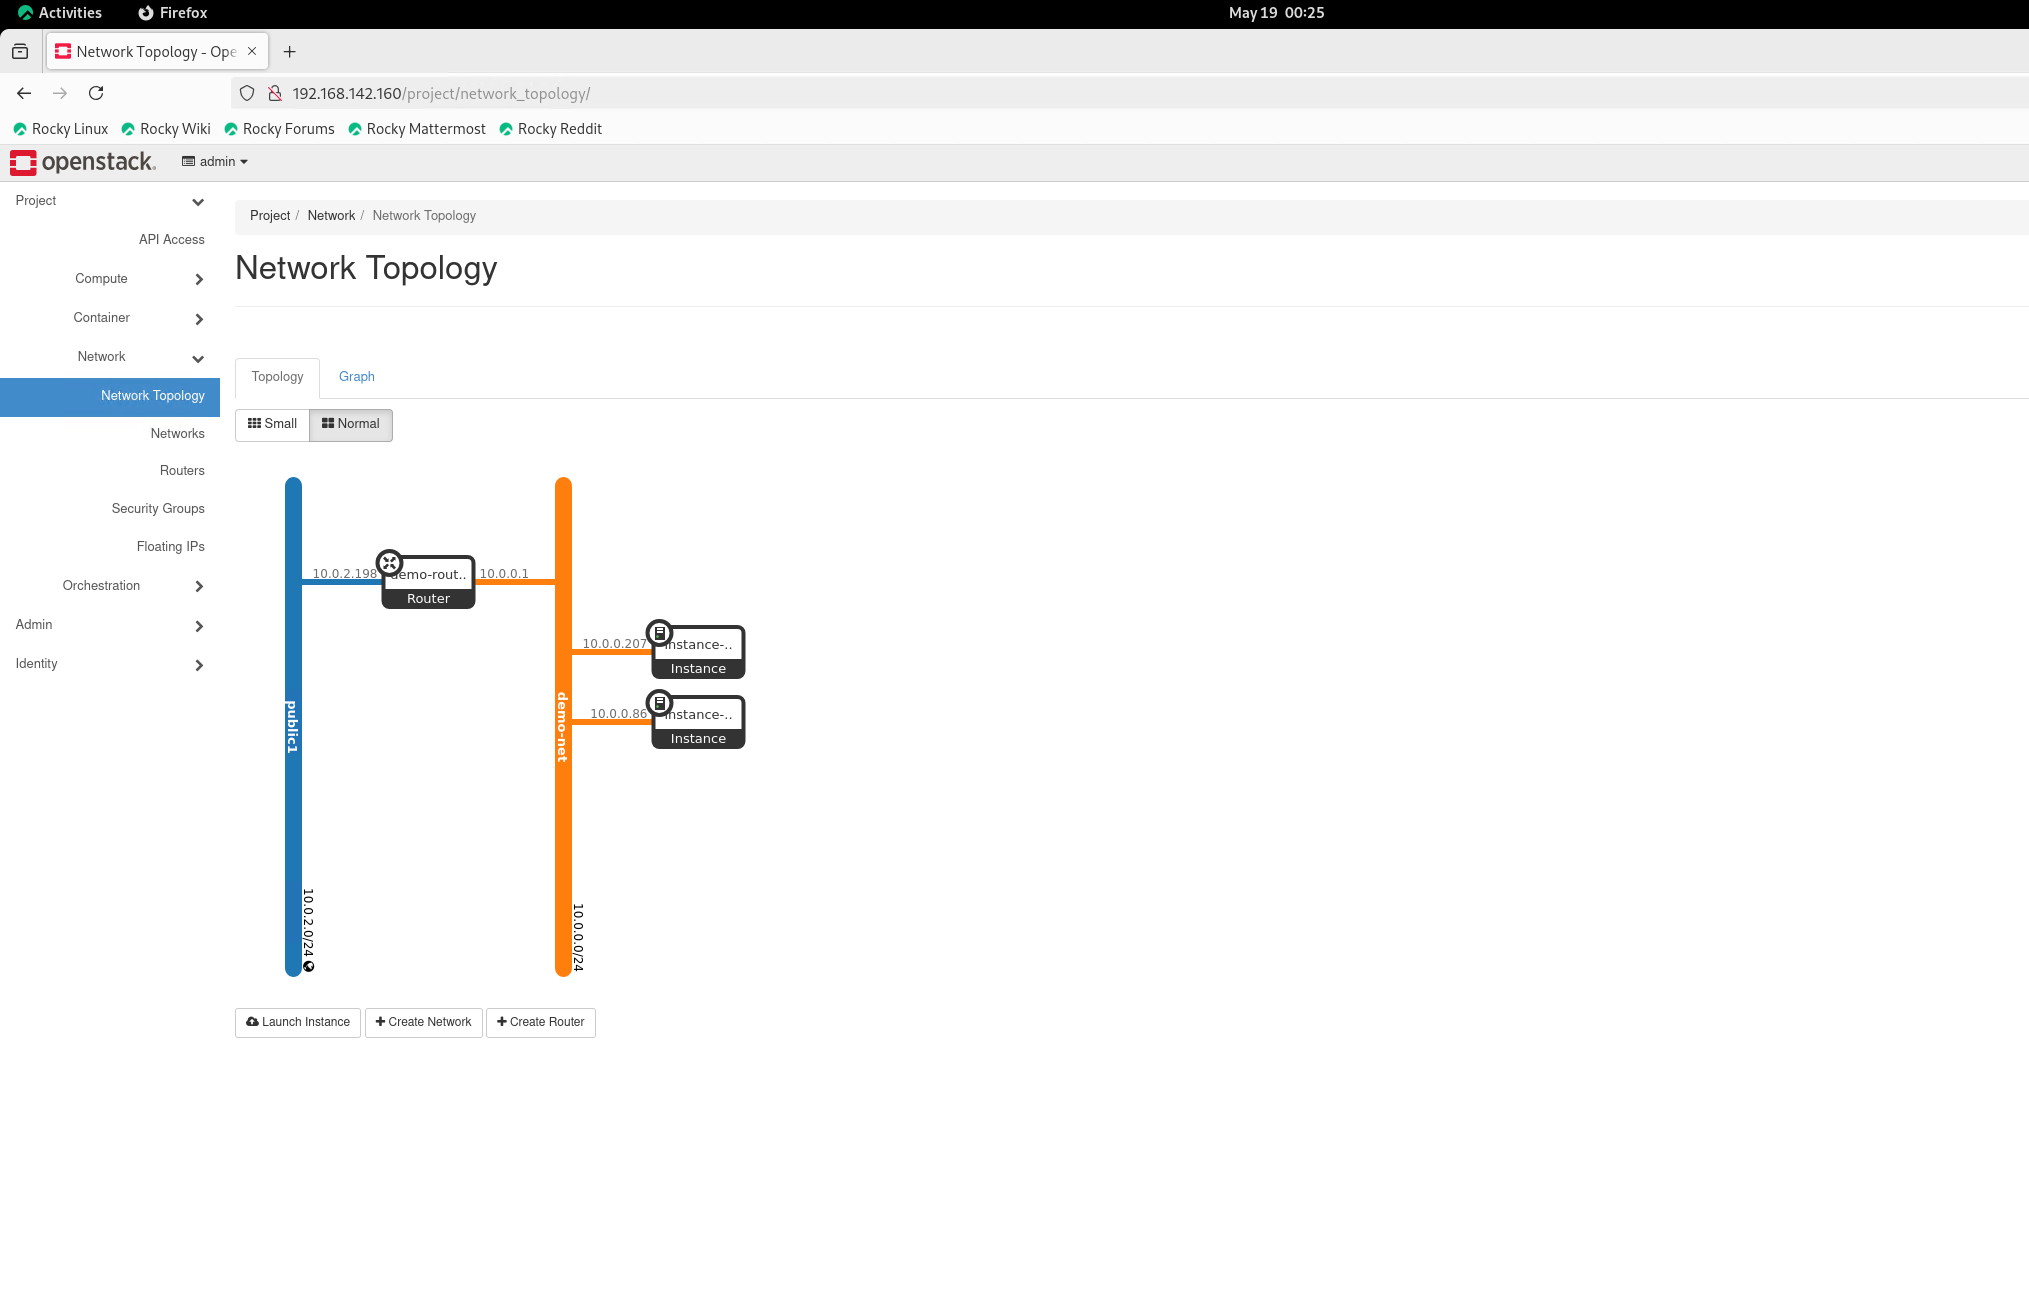 Activities Firefox May 19 00:25
Network Topology - Ope
192.168.142.160/project/network_topology/
Rocky Linux Rocky Wiki Rocky Forums Rocky Mattermost Rocky Reddit
openstack. admin
Project
API Access
Compute
Container
Network
Network Topology
Networks
Routers
Security Groups
Floating IPs
Orchestration
Admin
Identity
Project / Network / Network Topology
Network Topology
Topology Graph
Small Normal
10.0.2.198 demo-rout.. 10.0.0.1
Router
10.0.0.207 instance-..
Instance
10.0.0.86 instance-..
Instance
public1
demo-net
10.0.2.0/24
10.0.0.0/24
Launch Instance + Create Network + Create Router